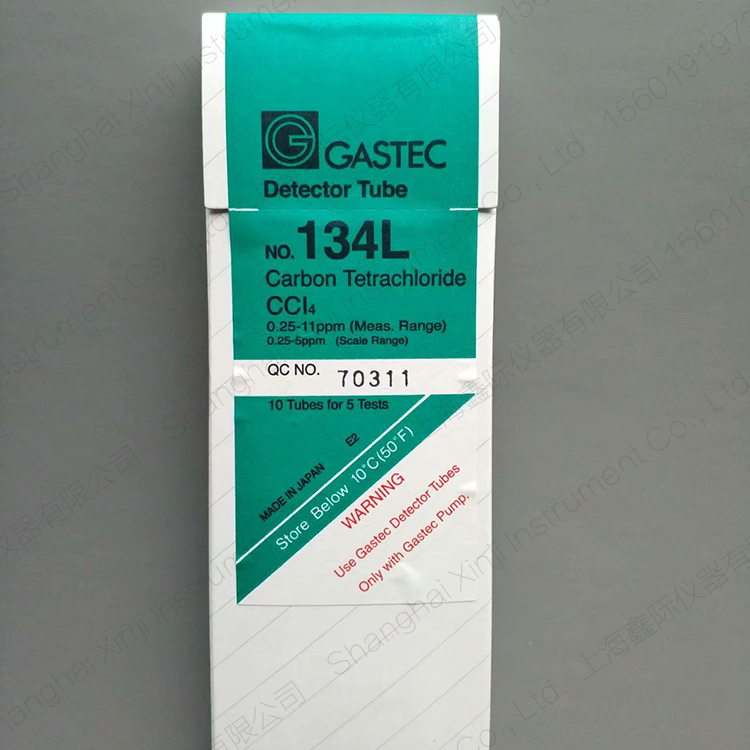 GASTEC
Detector Tube
NO. 134L
Carbon Tetrachloride
CCl₄
0.25-11ppm (Meas. Range)
0.25-5ppm (Scale Range)
QC NO. 70311
10 Tubes for 5 Tests
MADE IN JAPAN E2
Store Below 10°C (50°F)
WARNING
Use Gastec Detector Tubes
Only with Gastec Pump.
Shanghai Xinji Instrument Co., Ltd. 上海鑫际仪器有限公司 156019197